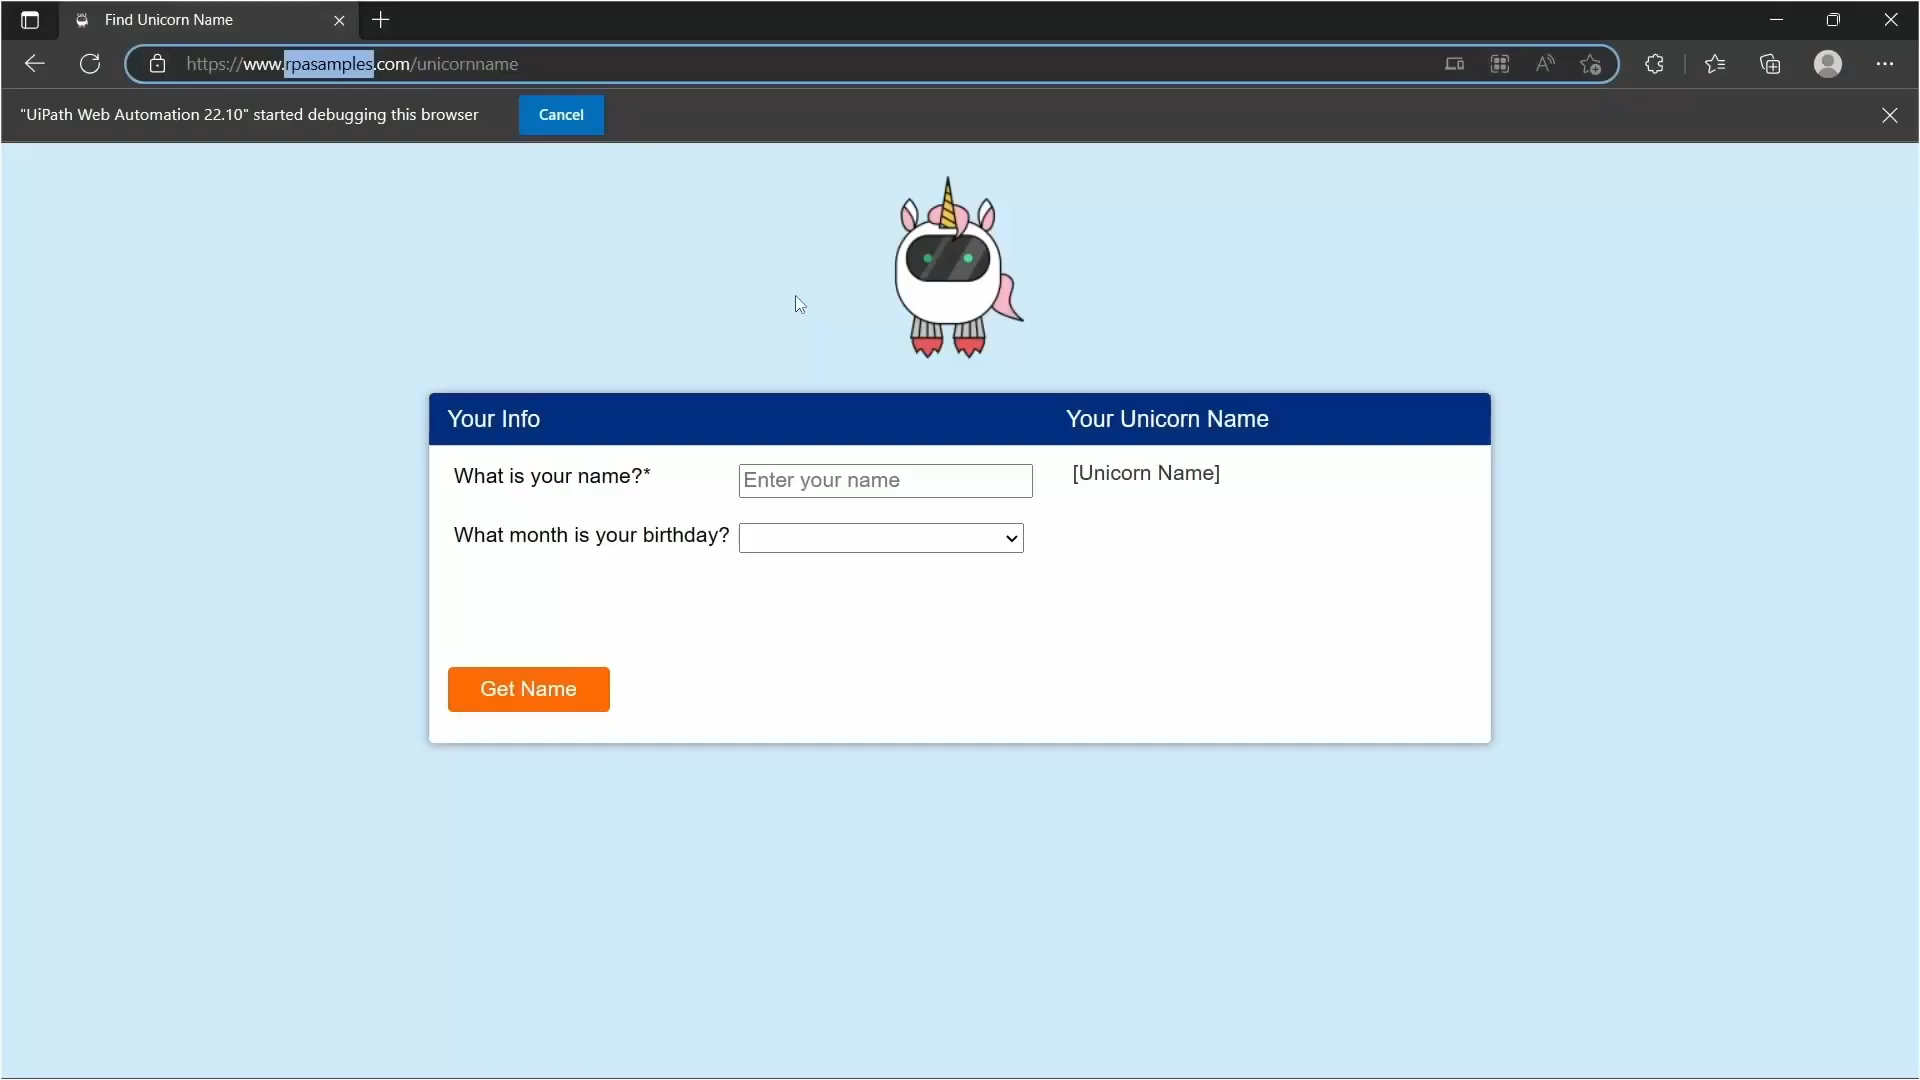 Find Unicorn Name
https://www.rpasamples.com/unicornname
"UiPath Web Automation 22.10" started debugging this browser
Cancel
Your Info
Your Unicorn Name
What is your name?*
Enter your name
[Unicorn Name]
What month is your birthday?
Get Name